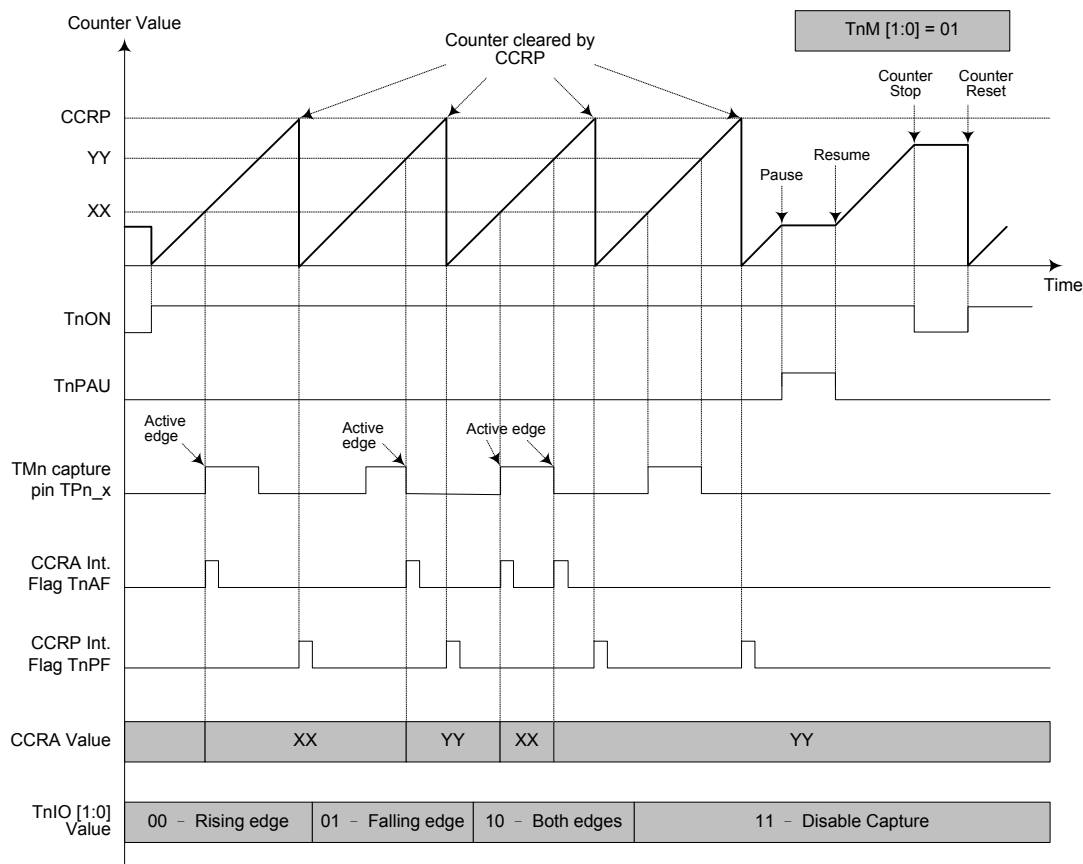 Counter Value
TnM [1:0] = 01
Counter cleared by
CCRP
Counter
Stop
Counter
Reset
CCRP
YY
XX
Pause
Resume
Time
TnON
TnPAU
Active
edge
Active
edge
Active edge
TMn capture
pin TPn_x
CCRA Int.
Flag TnAF
CCRP Int.
Flag TnPF
CCRA Value
XX
YY
XX
YY
TnIO [1:0]
Value
00 – Rising edge
01 – Falling edge
10 – Both edges
11 – Disable Capture